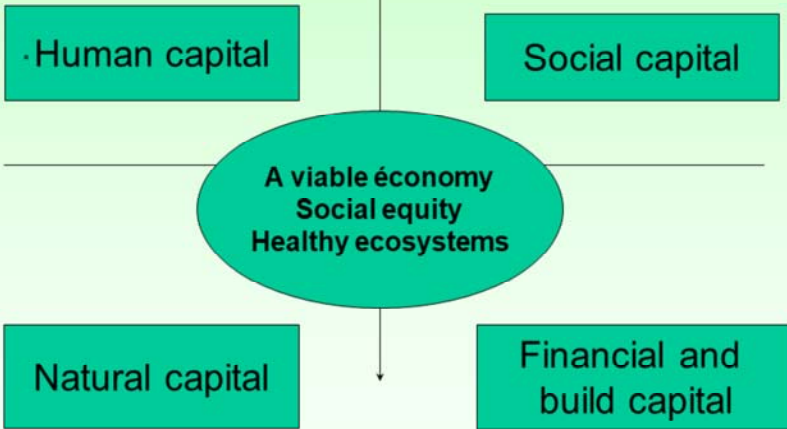 Human capital
Social capital
A viable économy
Social equity
Healthy ecosystems
Natural capital
Financial and
build capital